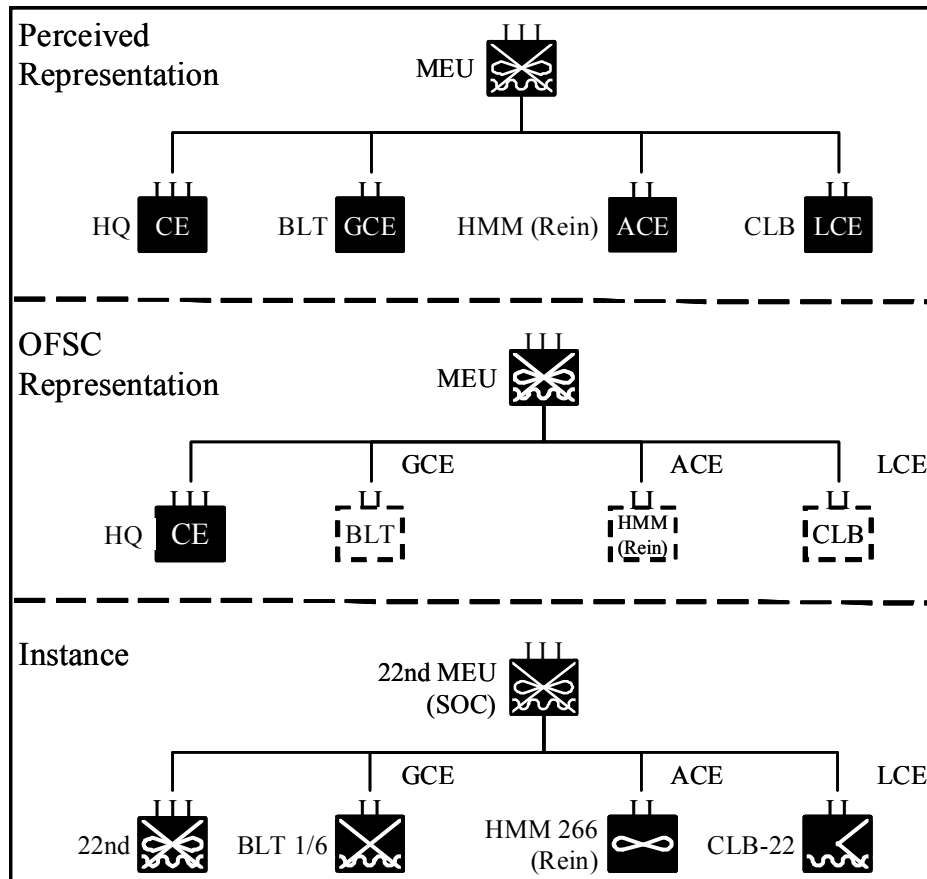 Perceived
Representation
MEU
HQ CE
BLT GCE
HMM (Rein) ACE
CLB LCE
OFSC
Representation
MEU
GCE
ACE
LCE
HQ CE
BLT
HMM
(Rein)
CLB
Instance
22nd MEU
(SOC)
GCE
ACE
LCE
22nd
BLT 1/6
HMM 266
(Rein)
CLB-22